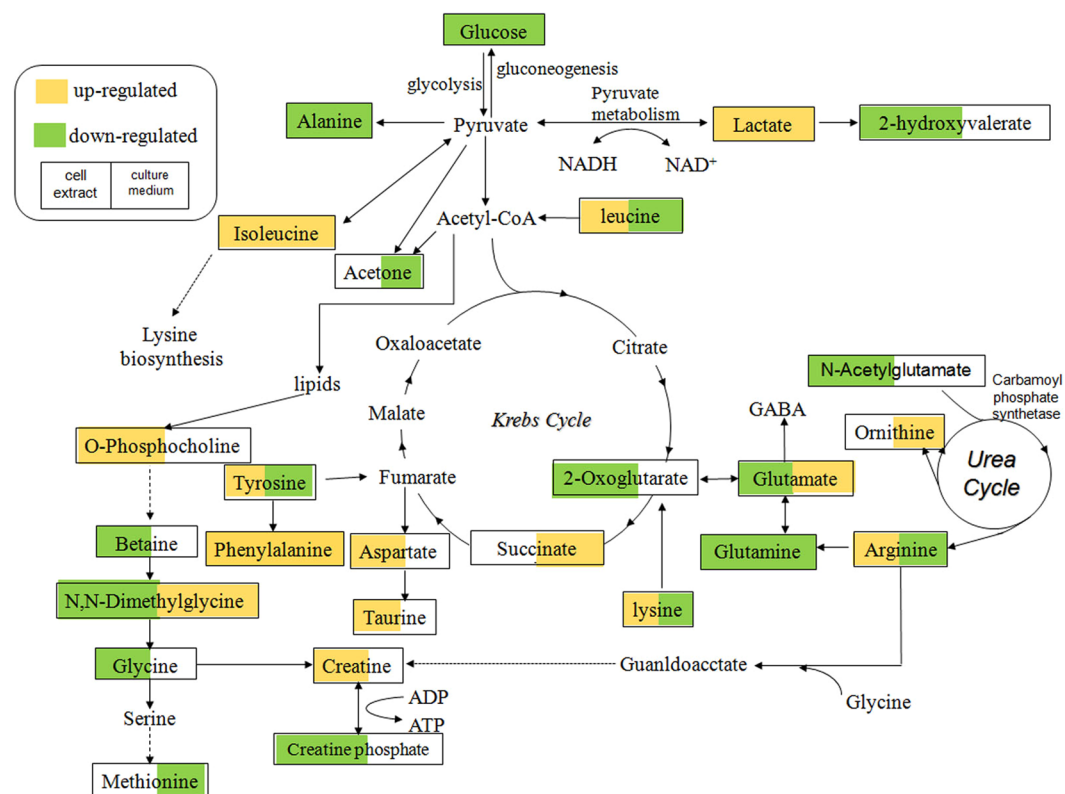 Glucose
up-regulated
down-regulated
cell
extract
culture
medium
glycolysis
gluconeogenesis
Alanine
Pyruvate
Pyruvate
metabolism
Lactate
2-hydroxyvalerate
NADH
NAD+
Isoleucine
Acetyl-CoA
leucine
Acetone
Lysine
biosynthesis
Oxaloacetate
Citrate
lipids
N-Acetylglutamate
Carbamoyl
phosphate
synthetase
Malate
Krebs Cycle
GABA
Ornithine
O-Phosphocholine
Urea
Cycle
Tyrosine
Fumarate
2-Oxoglutarate
Glutamate
Betaine
Phenylalanine
Aspartate
Succinate
Glutamine
Arginine
N,N-Dimethylglycine
Taurine
lysine
Glycine
Creatine
Guanldoacctate
Glycine
ADP
ATP
Serine
Creatine phosphate
Methionine